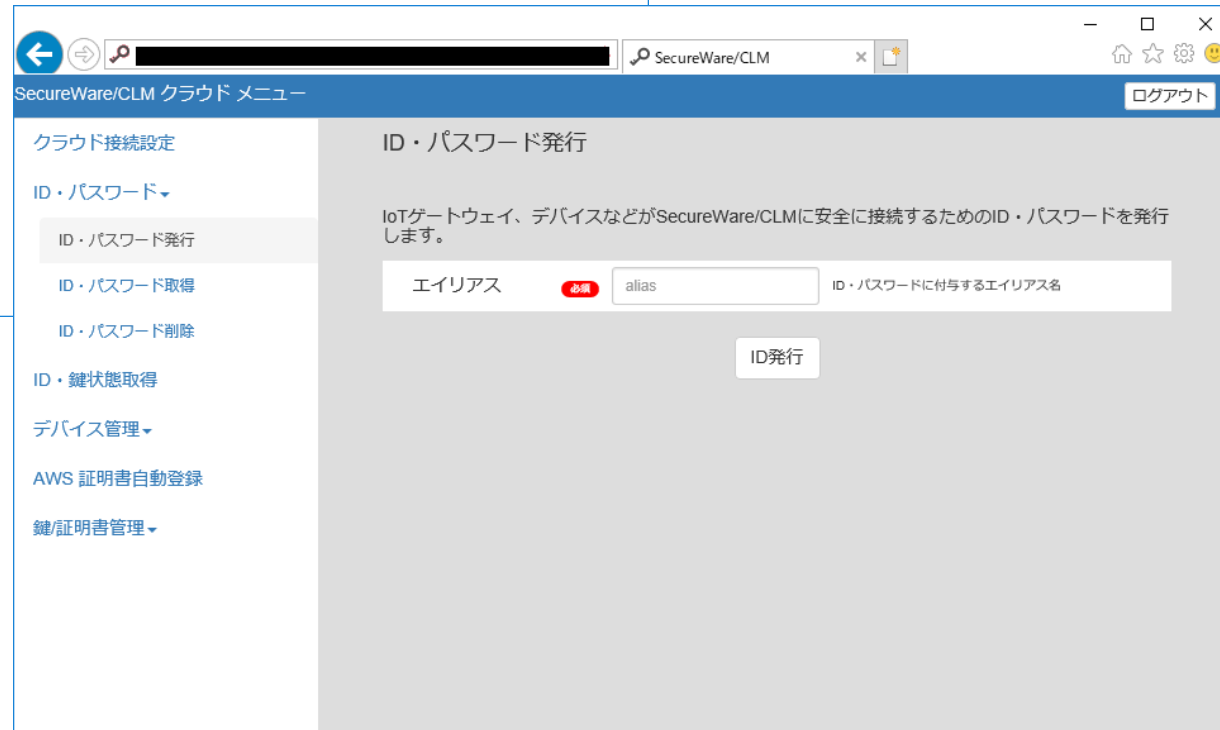 SecureWare/CLM
SecureWare/CLM クラウド メニュー
ログアウト
クラウド接続設定
ID・パスワード
ID・パスワード発行
ID・パスワード取得
ID・パスワード削除
ID・鍵状態取得
デバイス管理
AWS 証明書自動登録
鍵/証明書管理
ID・パスワード発行
IoTゲートウェイ、デバイスなどがSecureWare/CLMに安全に接続するためのID・パスワードを発行
します。
エイリアス 必須 alias ID・パスワードに付与するエイリアス名
ID発行